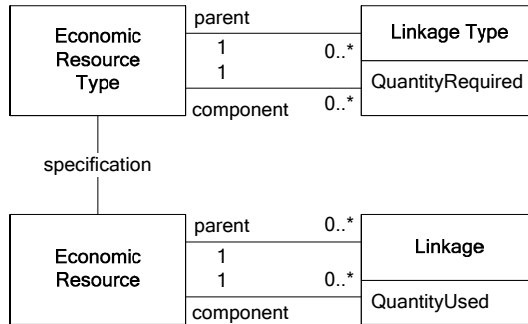 parent
Economic
Resource
Type
1
0..*
Linkage Type
1
QuantityRequired
component
0..*
specification
parent
0..*
Economic
Resource
1
Linkage
1
0..*
component
QuantityUsed